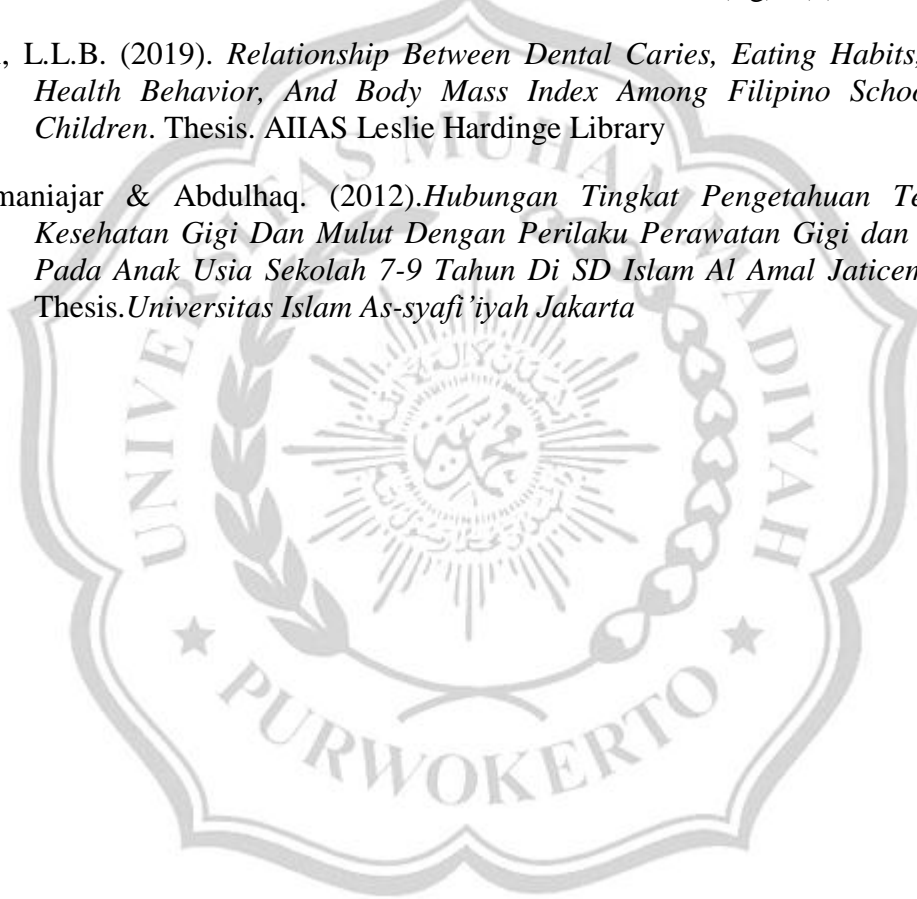 , L.L.B. (2019). Relationship Between Dental Caries, Eating Habits,
Health Behavior, And Body Mass Index Among Filipino Schoo
Children. Thesis. AIIAS Leslie Hardinge Library
maniajar & Abdulhaq. (2012).Hubungan Tingkat Pengetahuan Te
Kesehatan Gigi Dan Mulut Dengan Perilaku Perawatan Gigi dan
Pada Anak Usia Sekolah 7-9 Tahun Di SD Islam Al Amal Jaticem
Thesis.Universitas Islam As-syafi’iyah Jakarta
UNIVERSITAS MUHAMMADIYAH
PURWOKERTO